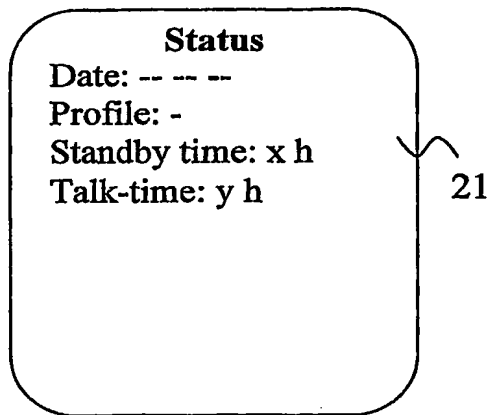 Status
Date: -- -- --
Profile: -
Standby time: x h
Talk-time: y h
21